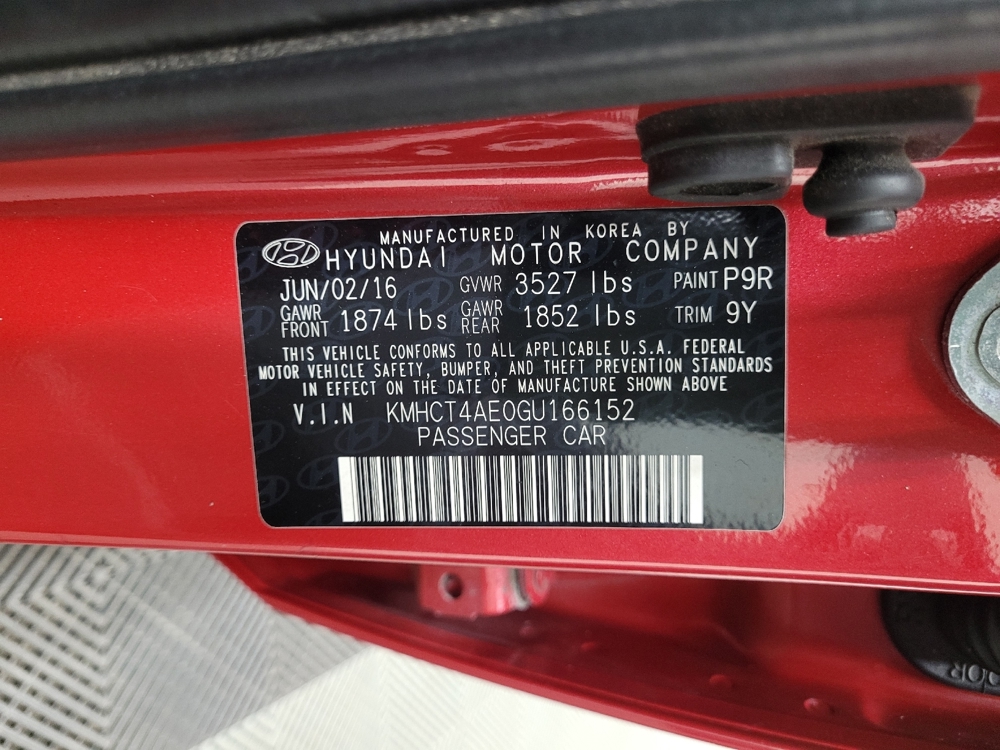 MANUFACTURED IN KOREA BY
HYUNDAI MOTOR COMPANY
JUN/02/16 GVWR 3527 lbs PAINT P9R
GAWR FRONT 1874 lbs GAWR REAR 1852 lbs TRIM 9Y
THIS VEHICLE CONFORMS TO ALL APPLICABLE U.S.A. FEDERAL
MOTOR VEHICLE SAFETY, BUMPER, AND THEFT PREVENTION STANDARDS
IN EFFECT ON THE DATE OF MANUFACTURE SHOWN ABOVE
V.I.N KMHCT4AE0GU166152
PASSENGER CAR